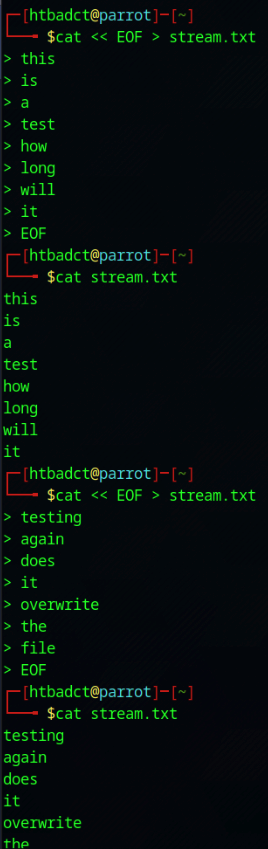 ┌─[htbadct@parrot]─[~]
└──╼ $cat << EOF > stream.txt
> this
> is
> a
> test
> how
> long
> will
> it
> EOF
┌─[htbadct@parrot]─[~]
└──╼ $cat stream.txt
this
is
a
test
how
long
will
it
┌─[htbadct@parrot]─[~]
└──╼ $cat << EOF > stream.txt
> testing
> again
> does
> it
> overwrite
> the
> file
> EOF
┌─[htbadct@parrot]─[~]
└──╼ $cat stream.txt
testing
again
does
it
overwrite
the